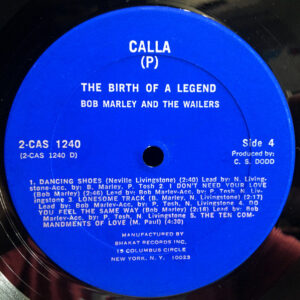 CALLA
(P)
THE BIRTH OF A LEGEND
BOB MARLEY AND THE WAILERS
2-CAS 1240
(2-CAS 1240 D)
Side 4
Produced by:
C. S. DODD
1. DANCING SHOES (Neville Livingstone) (2:40) Lead by: N. Living-
stone-Acc. by: B. Marley, P. Tosh 2 I DON'T NEED YOUR LOVE
(Bob Marley) (2:46) Lead by: Bob Marley-Acc. by: P. Tosh, N. Liv-
ingstone 3 LONESOME TRACK (B. Marley, N. Livingstone) (2:17)
Lead by: Bob Marley-Acc. by: P. Tosh, N. Livingstone 4. DO
YOU FEEL THE SAME WAY (Bob Marley) (2:18) Lead by: Bob
Marley-Acc. by: P. Tosh, N. Livingstone 5. THE TEN COM-
MANDMENTS OF LOVE (M. Paul) (4:30)
MANUFACTURED BY
SHAKAT RECORDS INC.
15 COLUMBUS CIRCLE
NEW YORK, N. Y. 10023